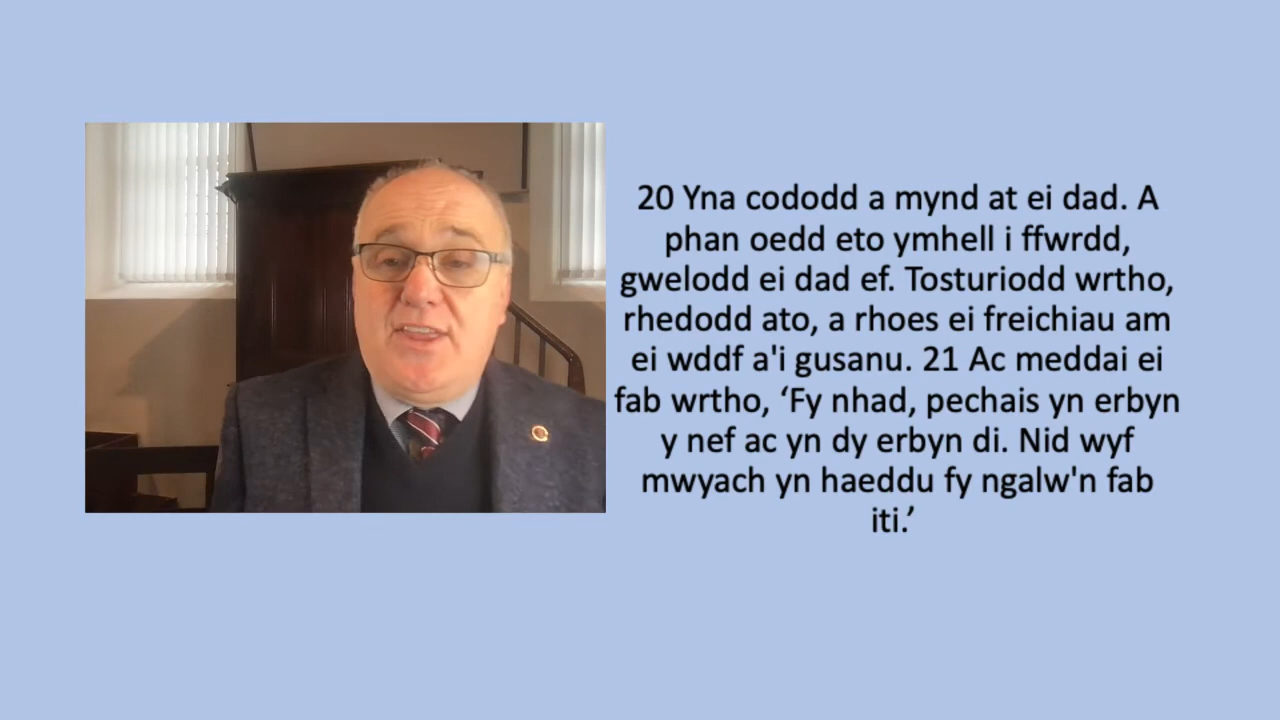 20 Yna cododd a mynd at ei dad. A
phan oedd eto ymhell i ffwrdd,
gwelodd ei dad ef. Tosturiodd wrtho,
rhedodd ato, a rhoes ei freichiau am
ei wddf a'i gusanu. 21 Ac meddai ei
fab wrtho, ‘Fy nhad, pechais yn erbyn
y nef ac yn dy erbyn di. Nid wyf
mwyach yn haeddu fy ngalw'n fab
iti.’